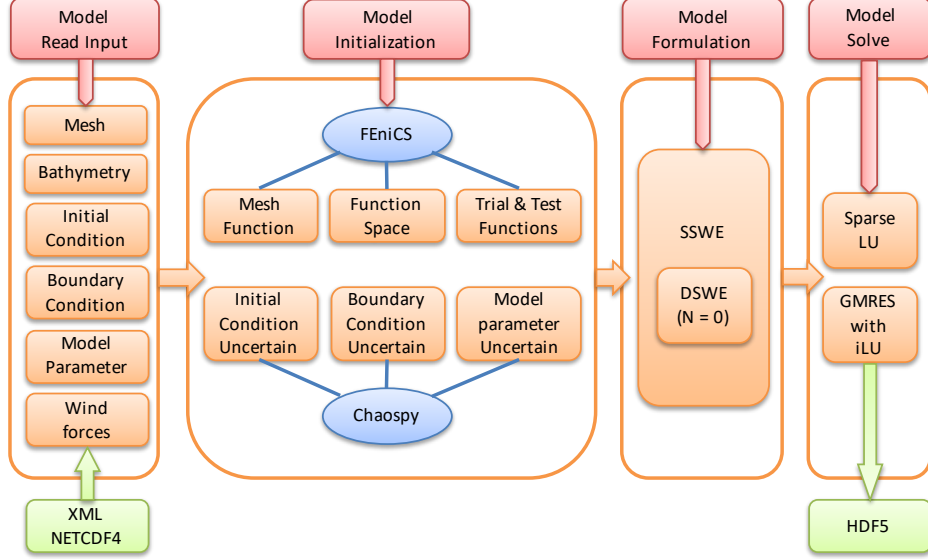 Model
Read Input
Mesh
Bathymetry
Initial
Condition
Boundary
Condition
Model
Parameter
Wind
forces
XML
NETCDF4
Model
Initialization
FEniCS
Mesh
Function
Function
Space
Trial & Test
Functions
Initial
Condition
Uncertain
Boundary
Condition
Uncertain
Model
parameter
Uncertain
Chaospy
Model
Formulation
SSWE
DSWE
(N = 0)
Model
Solve
Sparse
LU
GMRES
with
iLU
HDF5